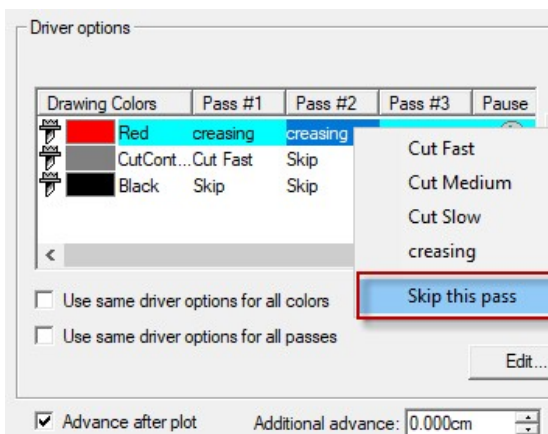 Driver options
Drawing Colors Pass #1 Pass #2 Pass #3 Pause
Red creasing creasing
CutCont... Cut Fast Skip
Black Skip Skip
Cut Fast
Cut Medium
Cut Slow
creasing
Skip this pass
Use same driver options for all colors
Use same driver options for all passes
Edit...
Advance after plot Additional advance: 0.000cm